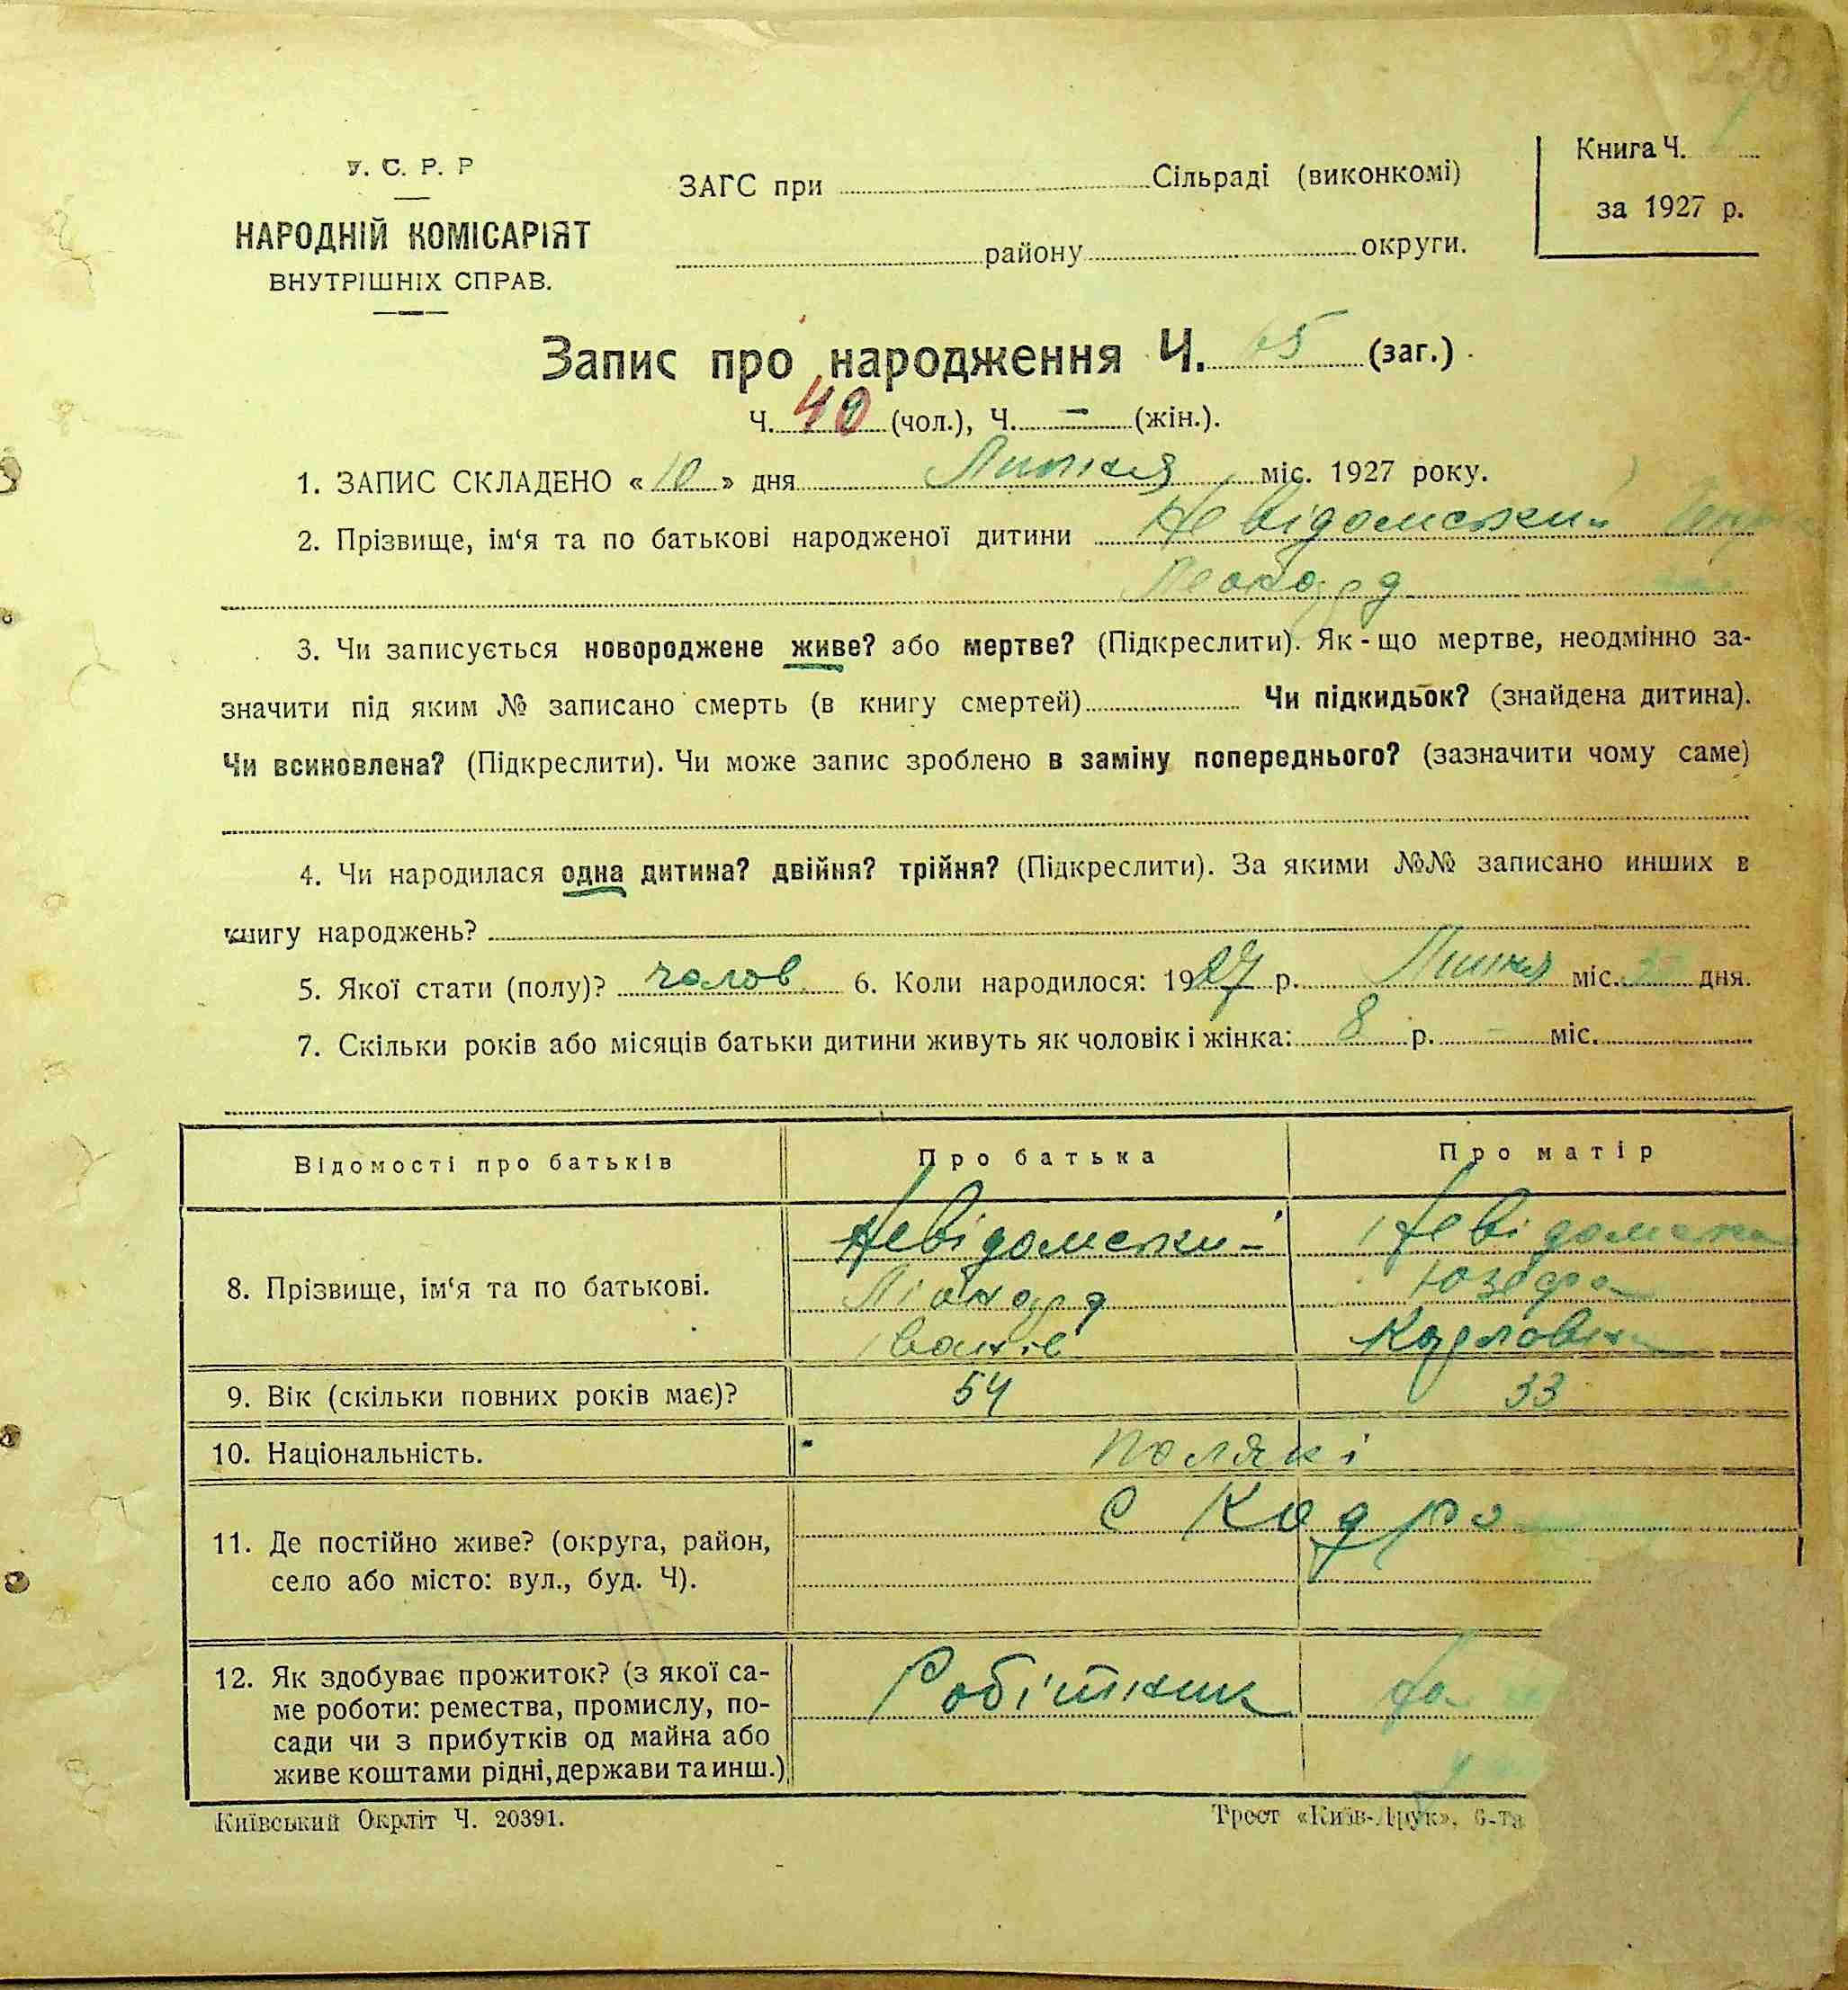 226
У. С. Р. Р
НАРОДНІЙ КОМІСАРІЯТ
ВНУТРІШНІХ СПРАВ.
ЗАГС при Сільраді (виконкомі)
району округи.
Книга Ч.
за 1927 р.
Запис про народження Ч. 65 (заг.)
Ч. 40 (чол.), Ч. — (жін.).
1. ЗАПИС СКЛАДЕНО «10» дня Липня міс. 1927 року.
2. Прізвище, ім‘я та по батькові народженої дитини Невідомский
3. Чи записується новороджене живе? або мертве? (Підкреслити). Як-що мертве, неодмінно за-
значити під яким № записано смерть (в книгу смертей) Чи підкидьок? (знайдена дитина).
Чи всиновлена? (Підкреслити). Чи може запис зроблено в заміну попереднього? (зазначити чому саме)
4. Чи народилася одна дитина? двійня? трійня? (Підкреслити). За якими №№ записано инших в
книгу народжень?
5. Якої стати (полу)? чолов. 6. Коли народилося: 1927 р. Липня міс. дня.
7. Скільки років або місяців батьки дитини живуть як чоловік і жінка: 8 р. – міс.
Відомості про батьків Про батька Про матір
8. Прізвище, ім‘я та по батькові. Невідомски- Невідомска
Ліонард Юзефа
Іванів Карловна
9. Вік (скільки повних років має)? 54 33
10. Національність. Поляки
11. Де постійно живе? (округа, район,
село або місто: вул., буд. Ч). С Кодра
12. Як здобуває прожиток? (з якої са-
ме роботи: ремества, промислу, по-
сади чи з прибутків од майна або
живе коштами рідні, держави та инш.) Робітник
Київський Окрліт Ч. 20391. Трест «Київ-Друк», 6-та